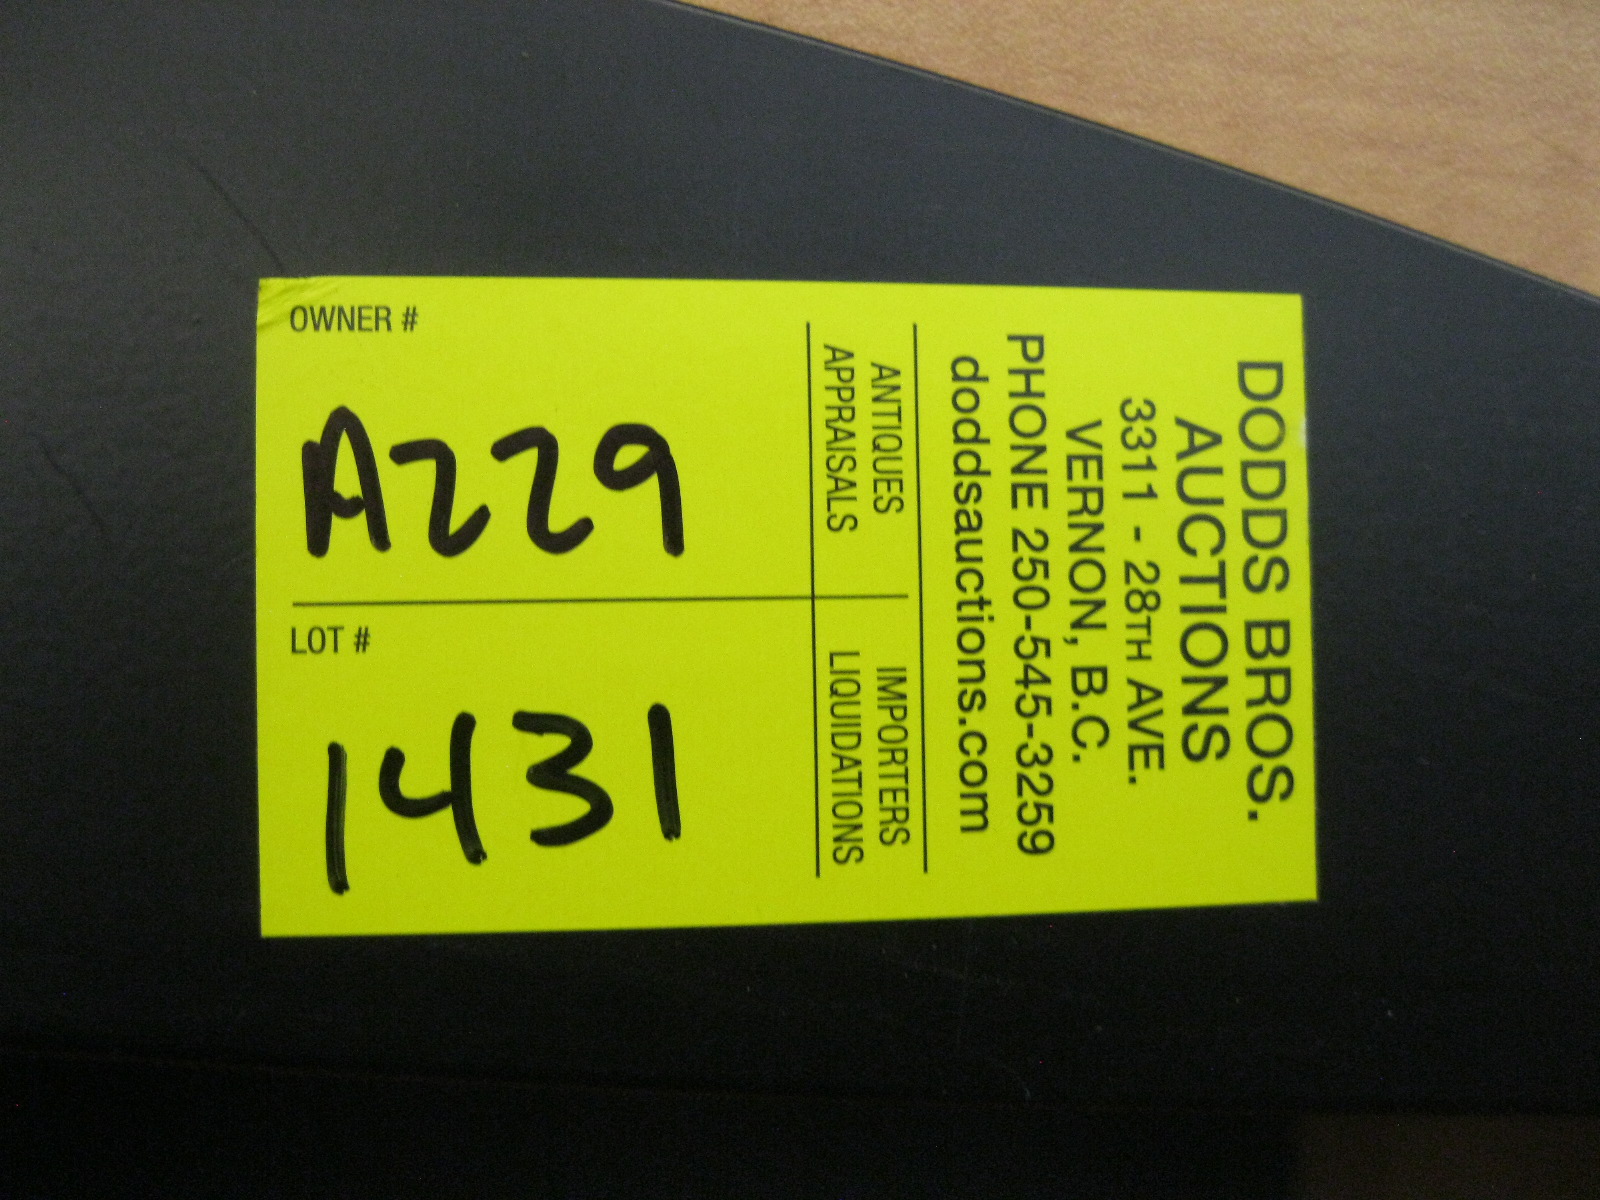 DODDS BROS.
AUCTIONS
3311 - 28TH AVE.
VERNON, B.C.
PHONE 250-545-3259
doddsauctions.com
ANTIQUES
APPRAISALS
IMPORTERS
LIQUIDATIONS
OWNER #
A229
LOT #
1431